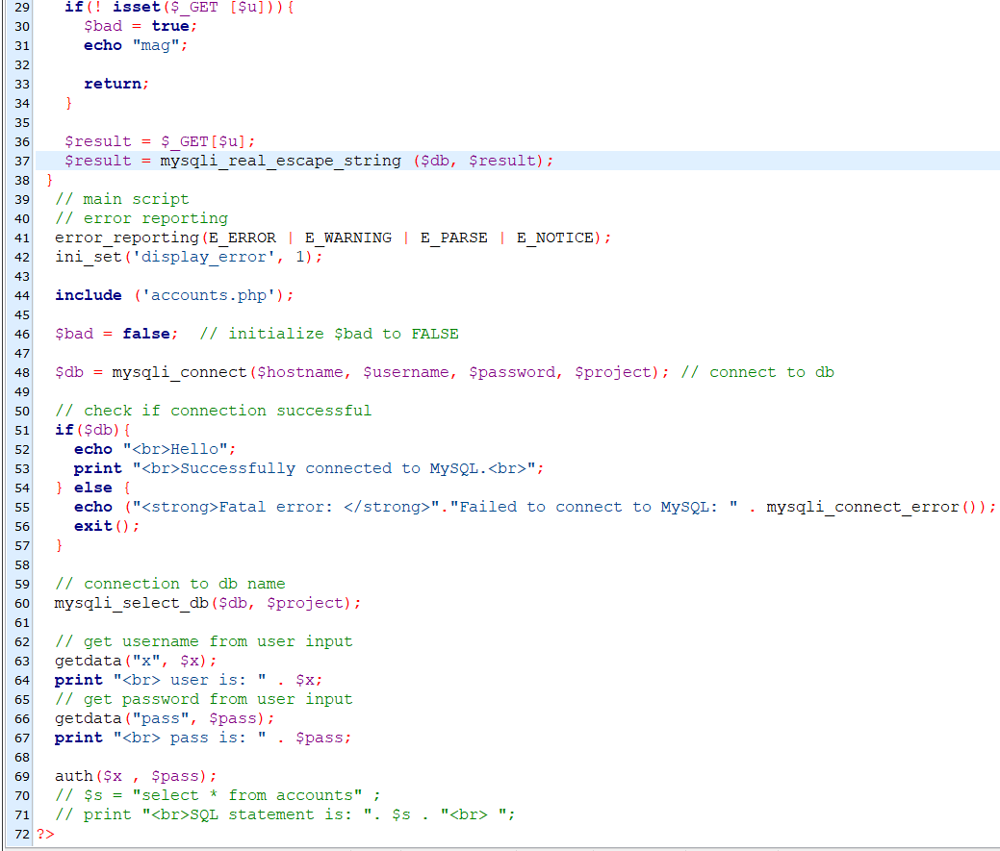 29 if(! isset($_GET [$u])){
30 $bad = true;
31 echo "mag";
32
33 return;
34 }
35
36 $result = $_GET[$u];
37 $result = mysqli_real_escape_string ($db, $result);
38 }
39 // main script
40 // error reporting
41 error_reporting(E_ERROR | E_WARNING | E_PARSE | E_NOTICE);
42 ini_set('display_error', 1);
43
44 include ('accounts.php');
45
46 $bad = false; // initialize $bad to FALSE
47
48 $db = mysqli_connect($hostname, $username, $password, $project); // connect to db
49
50 // check if connection successful
51 if($db){
52 echo "<br>Hello";
53 print "<br>Successfully connected to MySQL.<br>";
54 } else {
55 echo ("<strong>Fatal error: </strong>"."Failed to connect to MySQL: " . mysqli_connect_error());
56 exit();
57 }
58
59 // connection to db name
60 mysqli_select_db($db, $project);
61
62 // get username from user input
63 getdata("x", $x);
64 print "<br> user is: " . $x;
65 // get password from user input
66 getdata("pass", $pass);
67 print "<br> pass is: " . $pass;
68
69 auth($x , $pass);
70 // $s = "select * from accounts" ;
71 // print "<br>SQL statement is: ". $s . "<br> ";
72 ?>